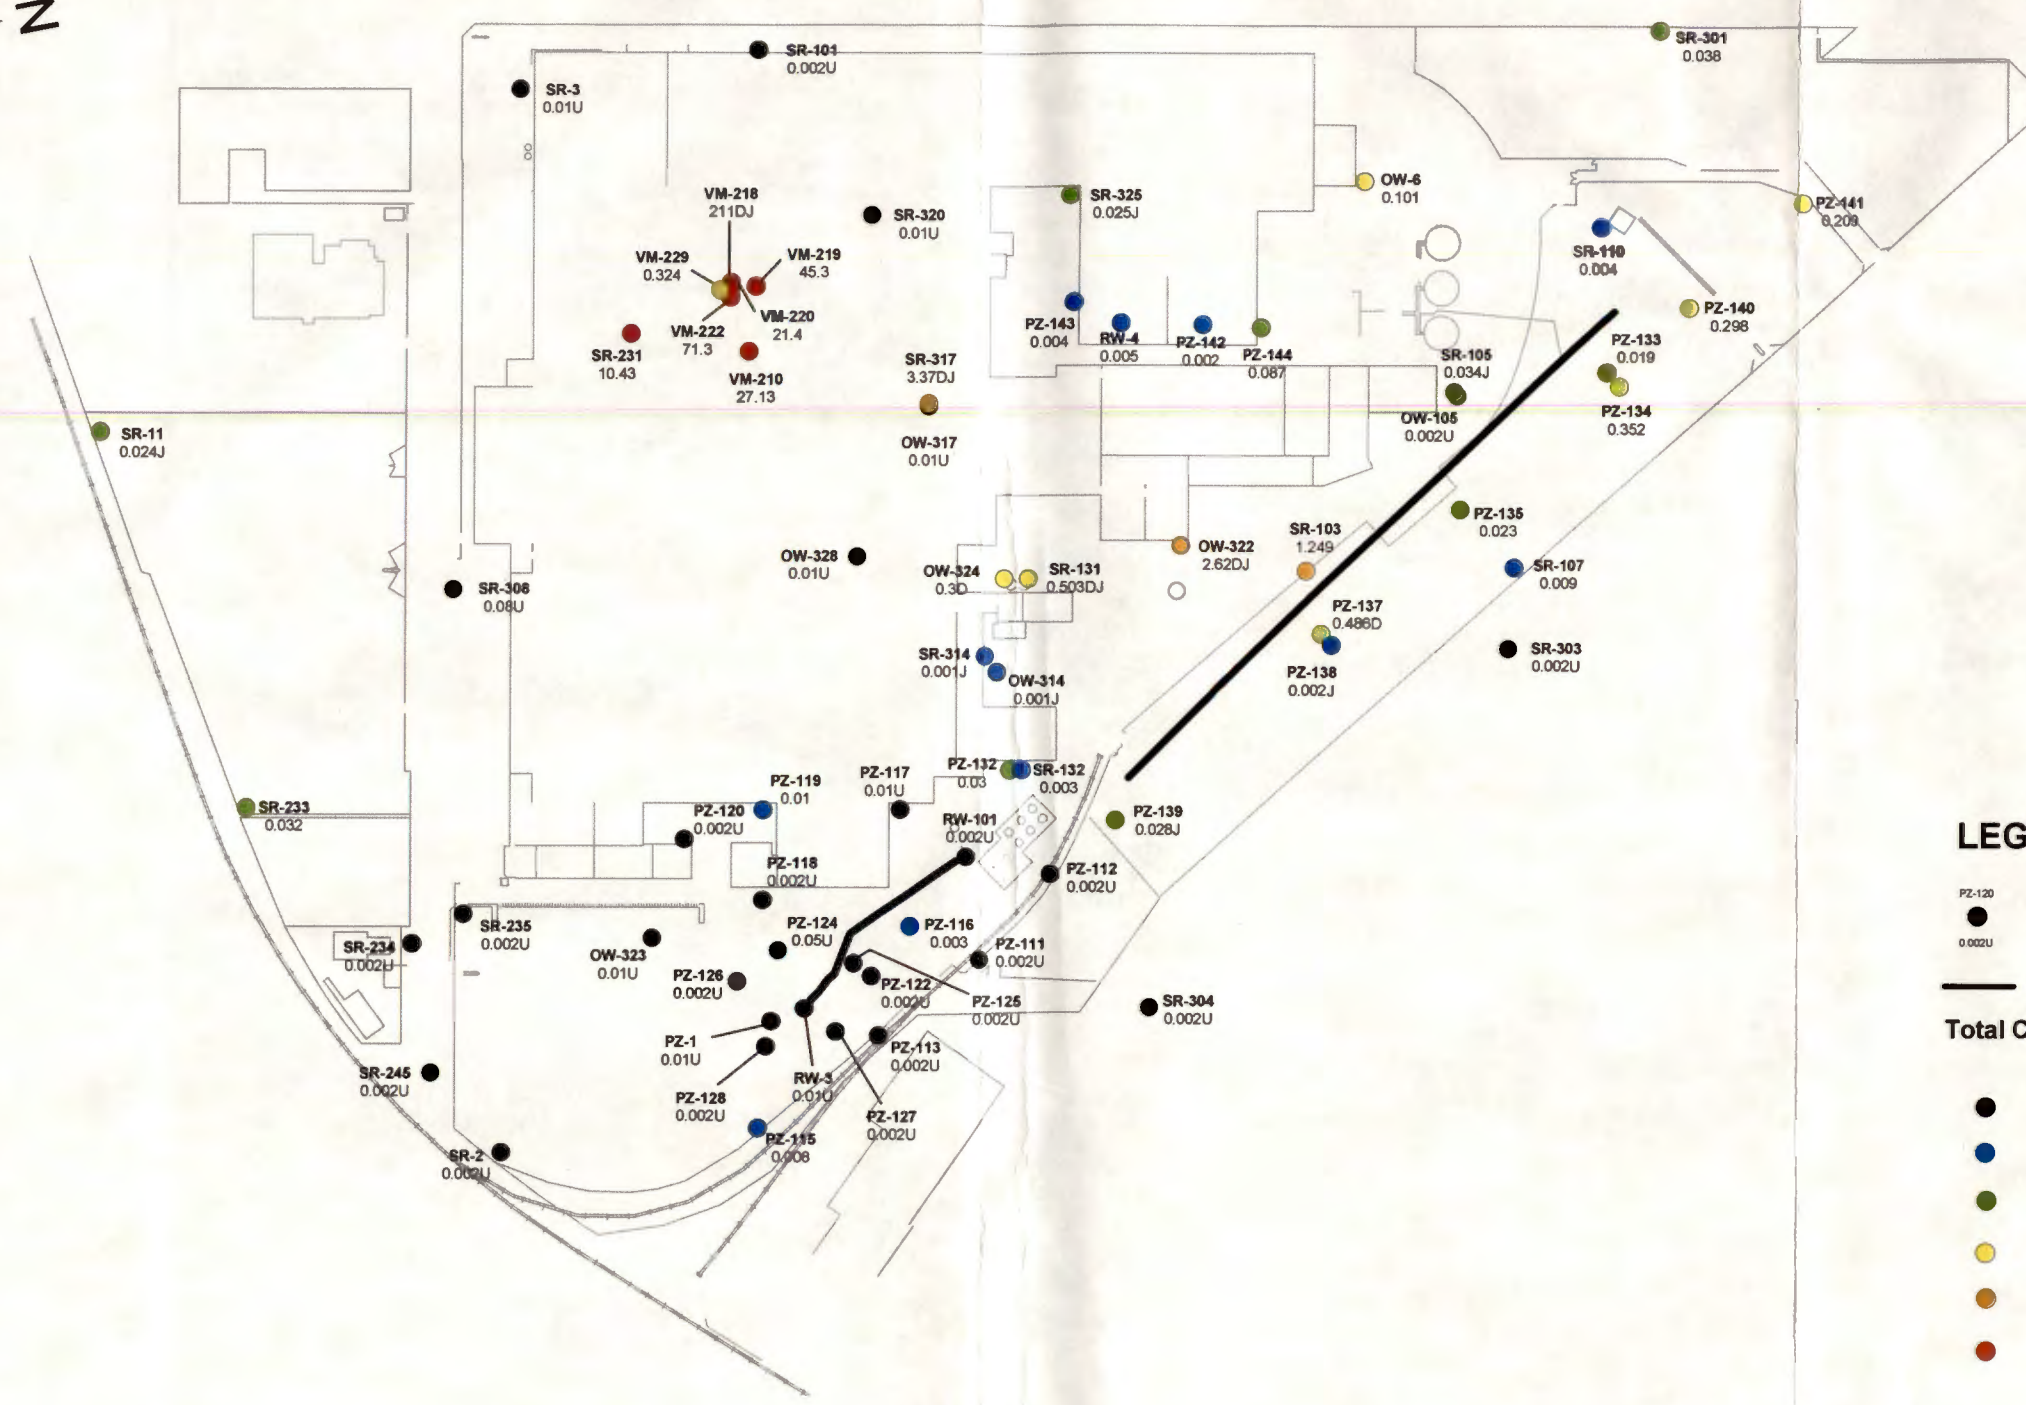 N
SR-101
0.002U
SR-3
0.01U
SR-301
0.038
VM-218
211DJ
SR-320
0.01U
SR-325
0.025J
OW-6
0.101
PZ-141
0.209
VM-229
0.324
VM-219
45.3
SR-110
0.004
VM-220
21.4
VM-222
71.3
SR-231
10.43
VM-210
27.13
SR-317
3.37DJ
PZ-143
0.004
RW-4
0.005
PZ-142
0.002
PZ-144
0.087
SR-105
0.034J
PZ-140
0.298
PZ-133
0.019
OW-105
0.002U
PZ-134
0.352
SR-11
0.024J
OW-317
0.01U
PZ-135
0.023
OW-328
0.01U
OW-324
0.3D
SR-131
0.503DJ
OW-322
2.62DJ
SR-103
1.249
SR-107
0.009
SR-308
0.08U
PZ-137
0.486D
SR-303
0.002U
SR-314
0.001J
OW-314
0.001J
PZ-138
0.002J
PZ-132
0.03
SR-132
0.003
SR-233
0.032
PZ-119
0.01
PZ-117
0.01U
PZ-120
0.002U
RW-101
0.002U
PZ-139
0.028J
PZ-118
0.002U
PZ-112
0.002U
LEG
PZ-120
0.002U
SR-235
0.002U
SR-234
0.002U
OW-323
0.01U
PZ-124
0.05U
PZ-116
0.003
PZ-111
0.002U
PZ-126
0.002U
PZ-122
0.002U
PZ-125
0.002U
SR-304
0.002U
Total C
PZ-1
0.01U
PZ-113
0.002U
SR-245
0.002U
RW-3
0.01U
PZ-128
0.002U
PZ-127
0.002U
PZ-115
0.008
SR-2
0.002U